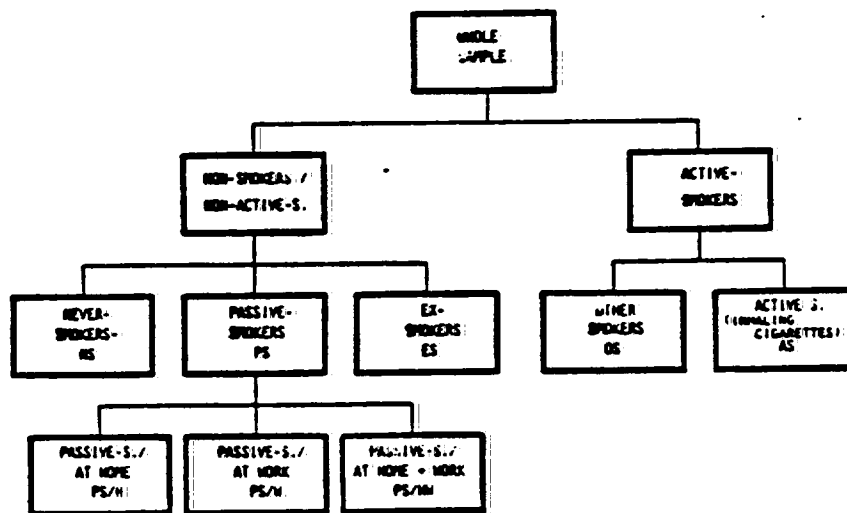 WHOLE
SAMPLE
NON-SMOKERS/
NON-ACTIVE-S.
ACTIVE-
SMOKERS
NEVER-
SMOKERS-
NS
PASSIVE-
SMOKERS
PS
EX-
SMOKERS
ES
OTHER
SMOKERS
OS
ACTIVE S.
(INHALING
CIGARETTES)
AS
PASSIVE-S./
AT HOME
PS/H
PASSIVE-S./
AT WORK
PS/W
PASSIVE-S./
AT HOME + WORK
PS/HW